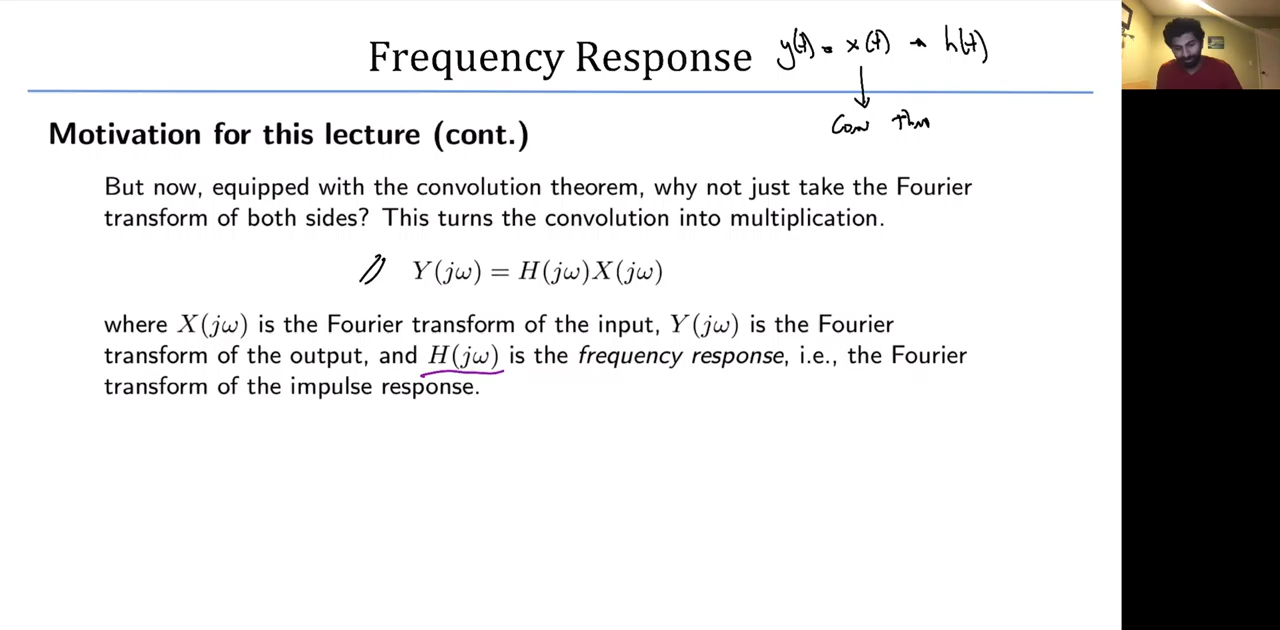 Frequency Response y(t) = x(t) * h(t)
Conv Thm
Motivation for this lecture (cont.)
But now, equipped with the convolution theorem, why not just take the Fourier
transform of both sides? This turns the convolution into multiplication.
Y(jω) = H(jω)X(jω)
where X(jω) is the Fourier transform of the input, Y(jω) is the Fourier
transform of the output, and H(jω) is the frequency response, i.e., the Fourier
transform of the impulse response.